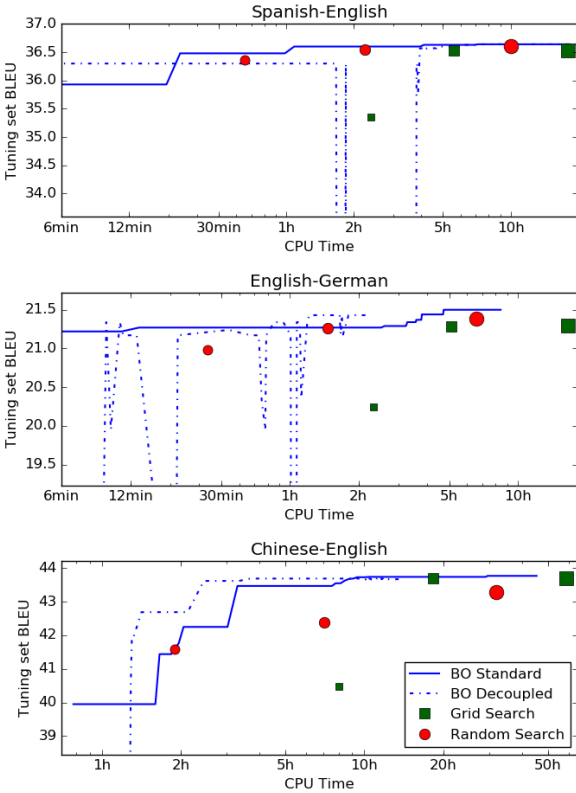 Spanish-English
37.0
36.5
36.0
35.5
35.0
34.5
34.0
Tuning set BLEU
6min 12min 30min 1h 2h 5h 10h
CPU Time
English-German
21.5
21.0
20.5
20.0
19.5
Tuning set BLEU
6min 12min 30min 1h 2h 5h 10h
CPU Time
Chinese-English
44
43
42
41
40
39
Tuning set BLEU
BO Standard
BO Decoupled
Grid Search
Random Search
1h 2h 5h 10h 20h 50h
CPU Time